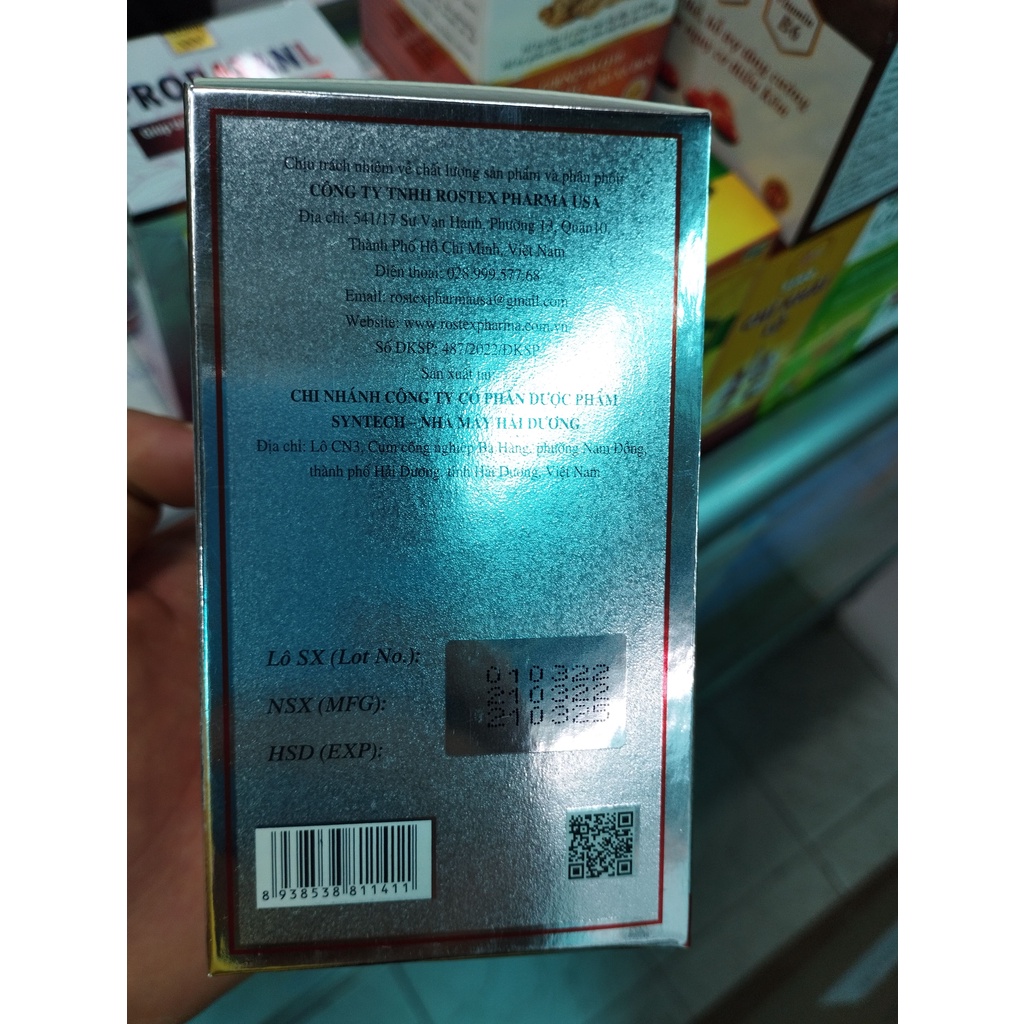 Chịu trách nhiệm về chất lượng sản phẩm và phân phối:
CÔNG TY TNHH ROSTEX PHARMA USA
Địa chỉ: 541/17 Sư Vạn Hạnh, Phường 13, Quận10,
Thành Phố Hồ Chí Minh, Việt Nam
Điện thoại: 028 999 577 68
Email: rostexpharmausa@gmail.com
Website: www.rostexpharma.com.vn
Số ĐKSP: 487/2022/ĐKSP
Sản xuất tại:
CHI NHÁNH CÔNG TY CỔ PHẦN DƯỢC PHẨM
SYNTECH – NHÀ MÁY HẢI DƯƠNG
Địa chỉ: Lô CN3, Cụm công nghiệp Ba Hàng, phường Nam Đồng,
thành phố Hải Dương, tỉnh Hải Dương, Việt Nam
Lô SX (Lot No.):
NSX (MFG):
HSD (EXP):
010322
210322
210325
8 938538 811411
B6